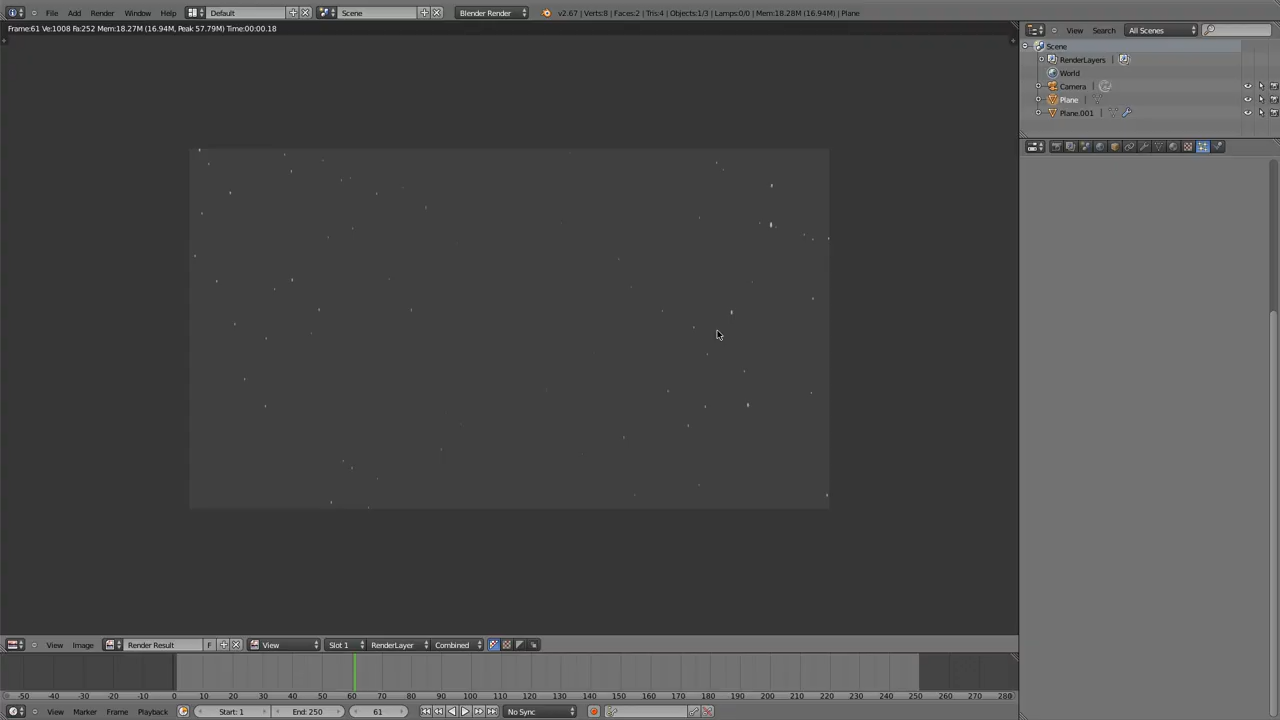 File Add Render Window Help Default Scene Blender Render v2.67 | Verts:8 | Faces:2 | Tris:4 | Objects:1/3 | Lamps:0/0 | Mem:18.28M (16.94M) | Plane
Frame:61 Ve:1008 Fa:252 Mem:18.27M (16.94M, Peak 57.79M) Time:00:00.18
View Search All Scenes
Scene
RenderLayers
World
Camera
Plane
Plane.001
View Image Render Result F View Slot 1 RenderLayer Combined
-50 -40 -30 -20 -10 0 10 20 30 40 50 60 70 80 90 100 110 120 130 140 150 160 170 180 190 200 210 220 230 240 250 260 270 280
View Marker Frame Playback Start: 1 End: 250 61 No Sync